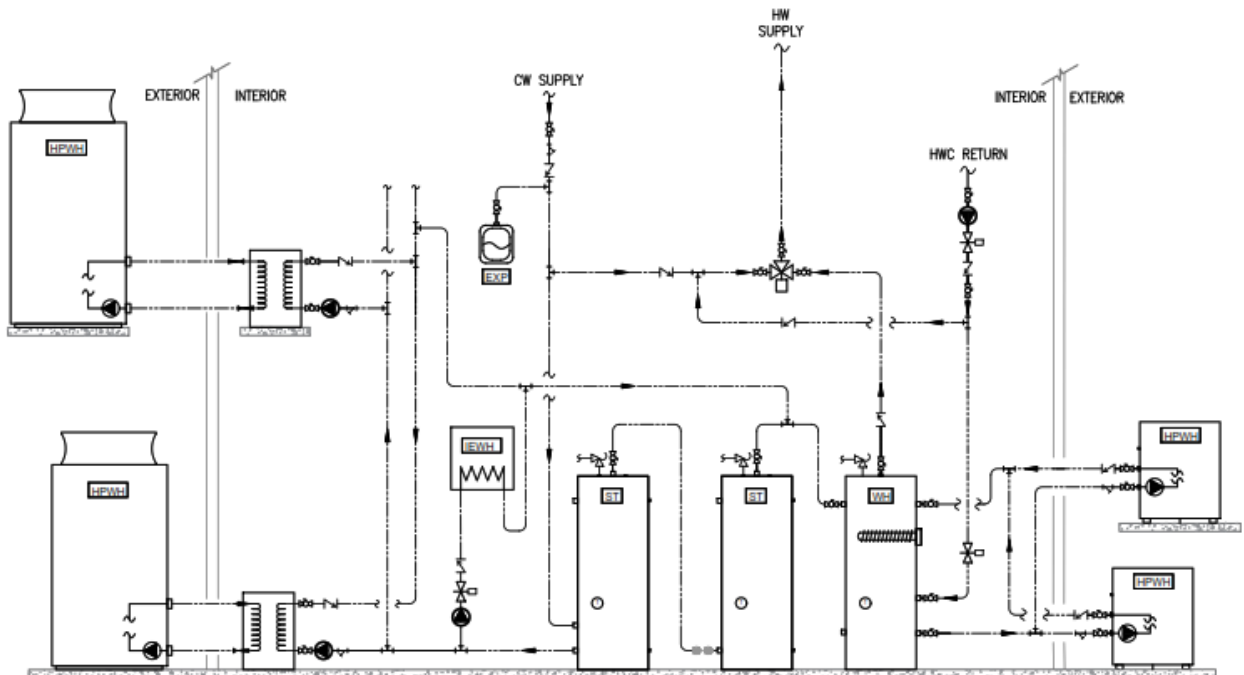 HW
SUPPLY
CW SUPPLY
EXTERIOR
INTERIOR
INTERIOR
EXTERIOR
HPWH
HWC RETURN
EXP
IEWH
HPWH
HPWH
ST
ST
WH
HPWH
T
T
T